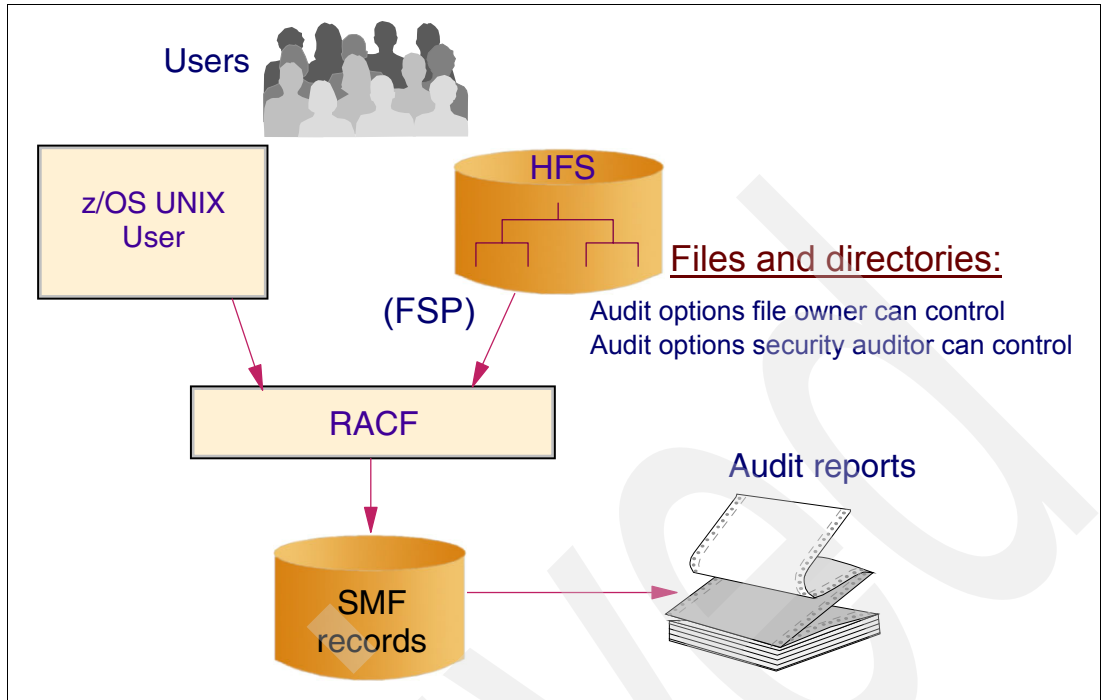 Users
z/OS UNIX
User
HFS
(FSP)
Files and directories:
Audit options file owner can control
Audit options security auditor can control
RACF
Audit reports
SMF
records